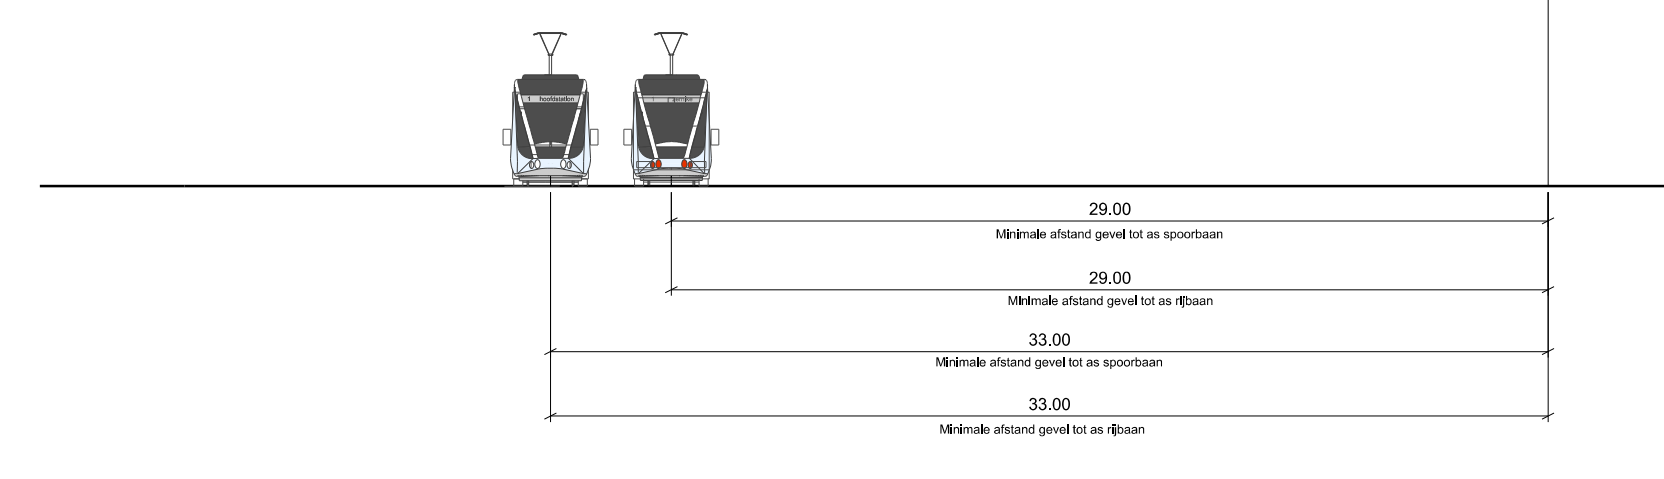 1 hoofdstation
29.00
Minimale afstand gevel tot as spoorbaan
29.00
Minimale afstand gevel tot as rijbaan
33.00
Minimale afstand gevel tot as spoorbaan
33.00
Minimale afstand gevel tot as rijbaan